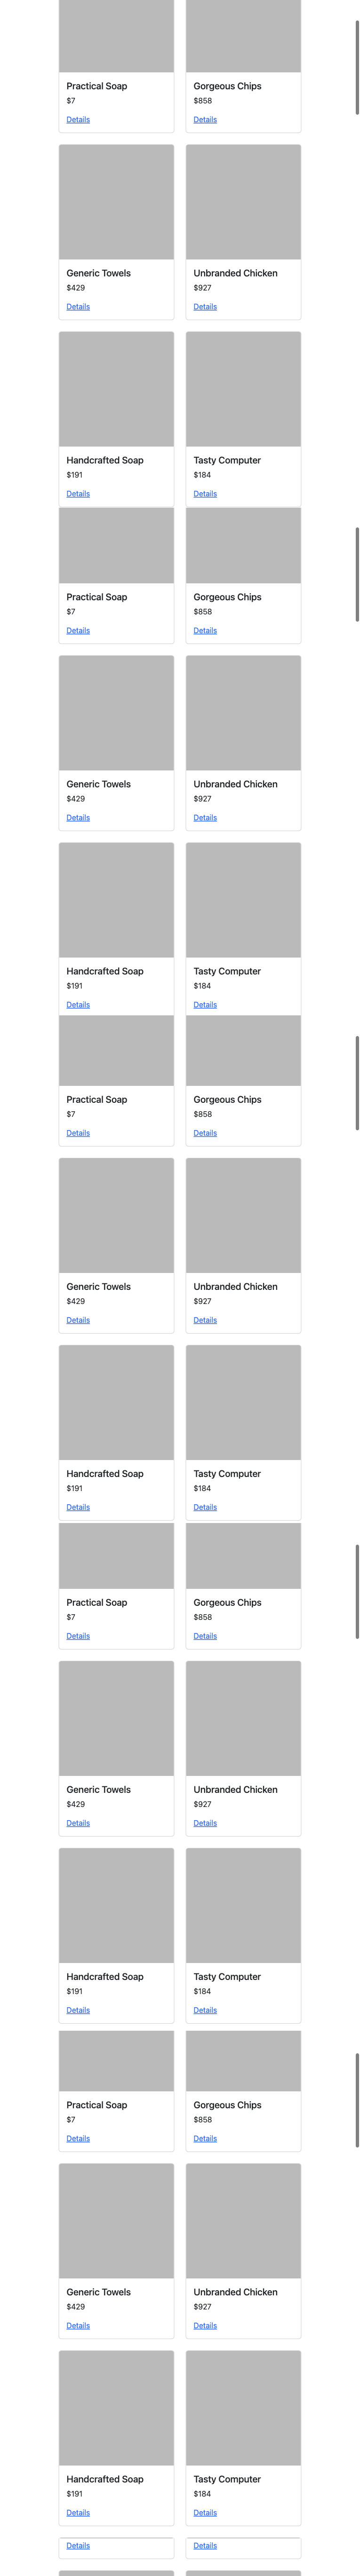 Practical Soap
$7
Details
Gorgeous Chips
$858
Details
Generic Towels
$429
Details
Unbranded Chicken
$927
Details
Handcrafted Soap
$191
Details
Tasty Computer
$184
Details
Practical Soap
$7
Details
Gorgeous Chips
$858
Details
Generic Towels
$429
Details
Unbranded Chicken
$927
Details
Handcrafted Soap
$191
Details
Tasty Computer
$184
Details
Practical Soap
$7
Details
Gorgeous Chips
$858
Details
Generic Towels
$429
Details
Unbranded Chicken
$927
Details
Handcrafted Soap
$191
Details
Tasty Computer
$184
Details
Practical Soap
$7
Details
Gorgeous Chips
$858
Details
Generic Towels
$429
Details
Unbranded Chicken
$927
Details
Handcrafted Soap
$191
Details
Tasty Computer
$184
Details
Practical Soap
$7
Details
Gorgeous Chips
$858
Details
Generic Towels
$429
Details
Unbranded Chicken
$927
Details
Handcrafted Soap
$191
Details
Tasty Computer
$184
Details
Details
Details